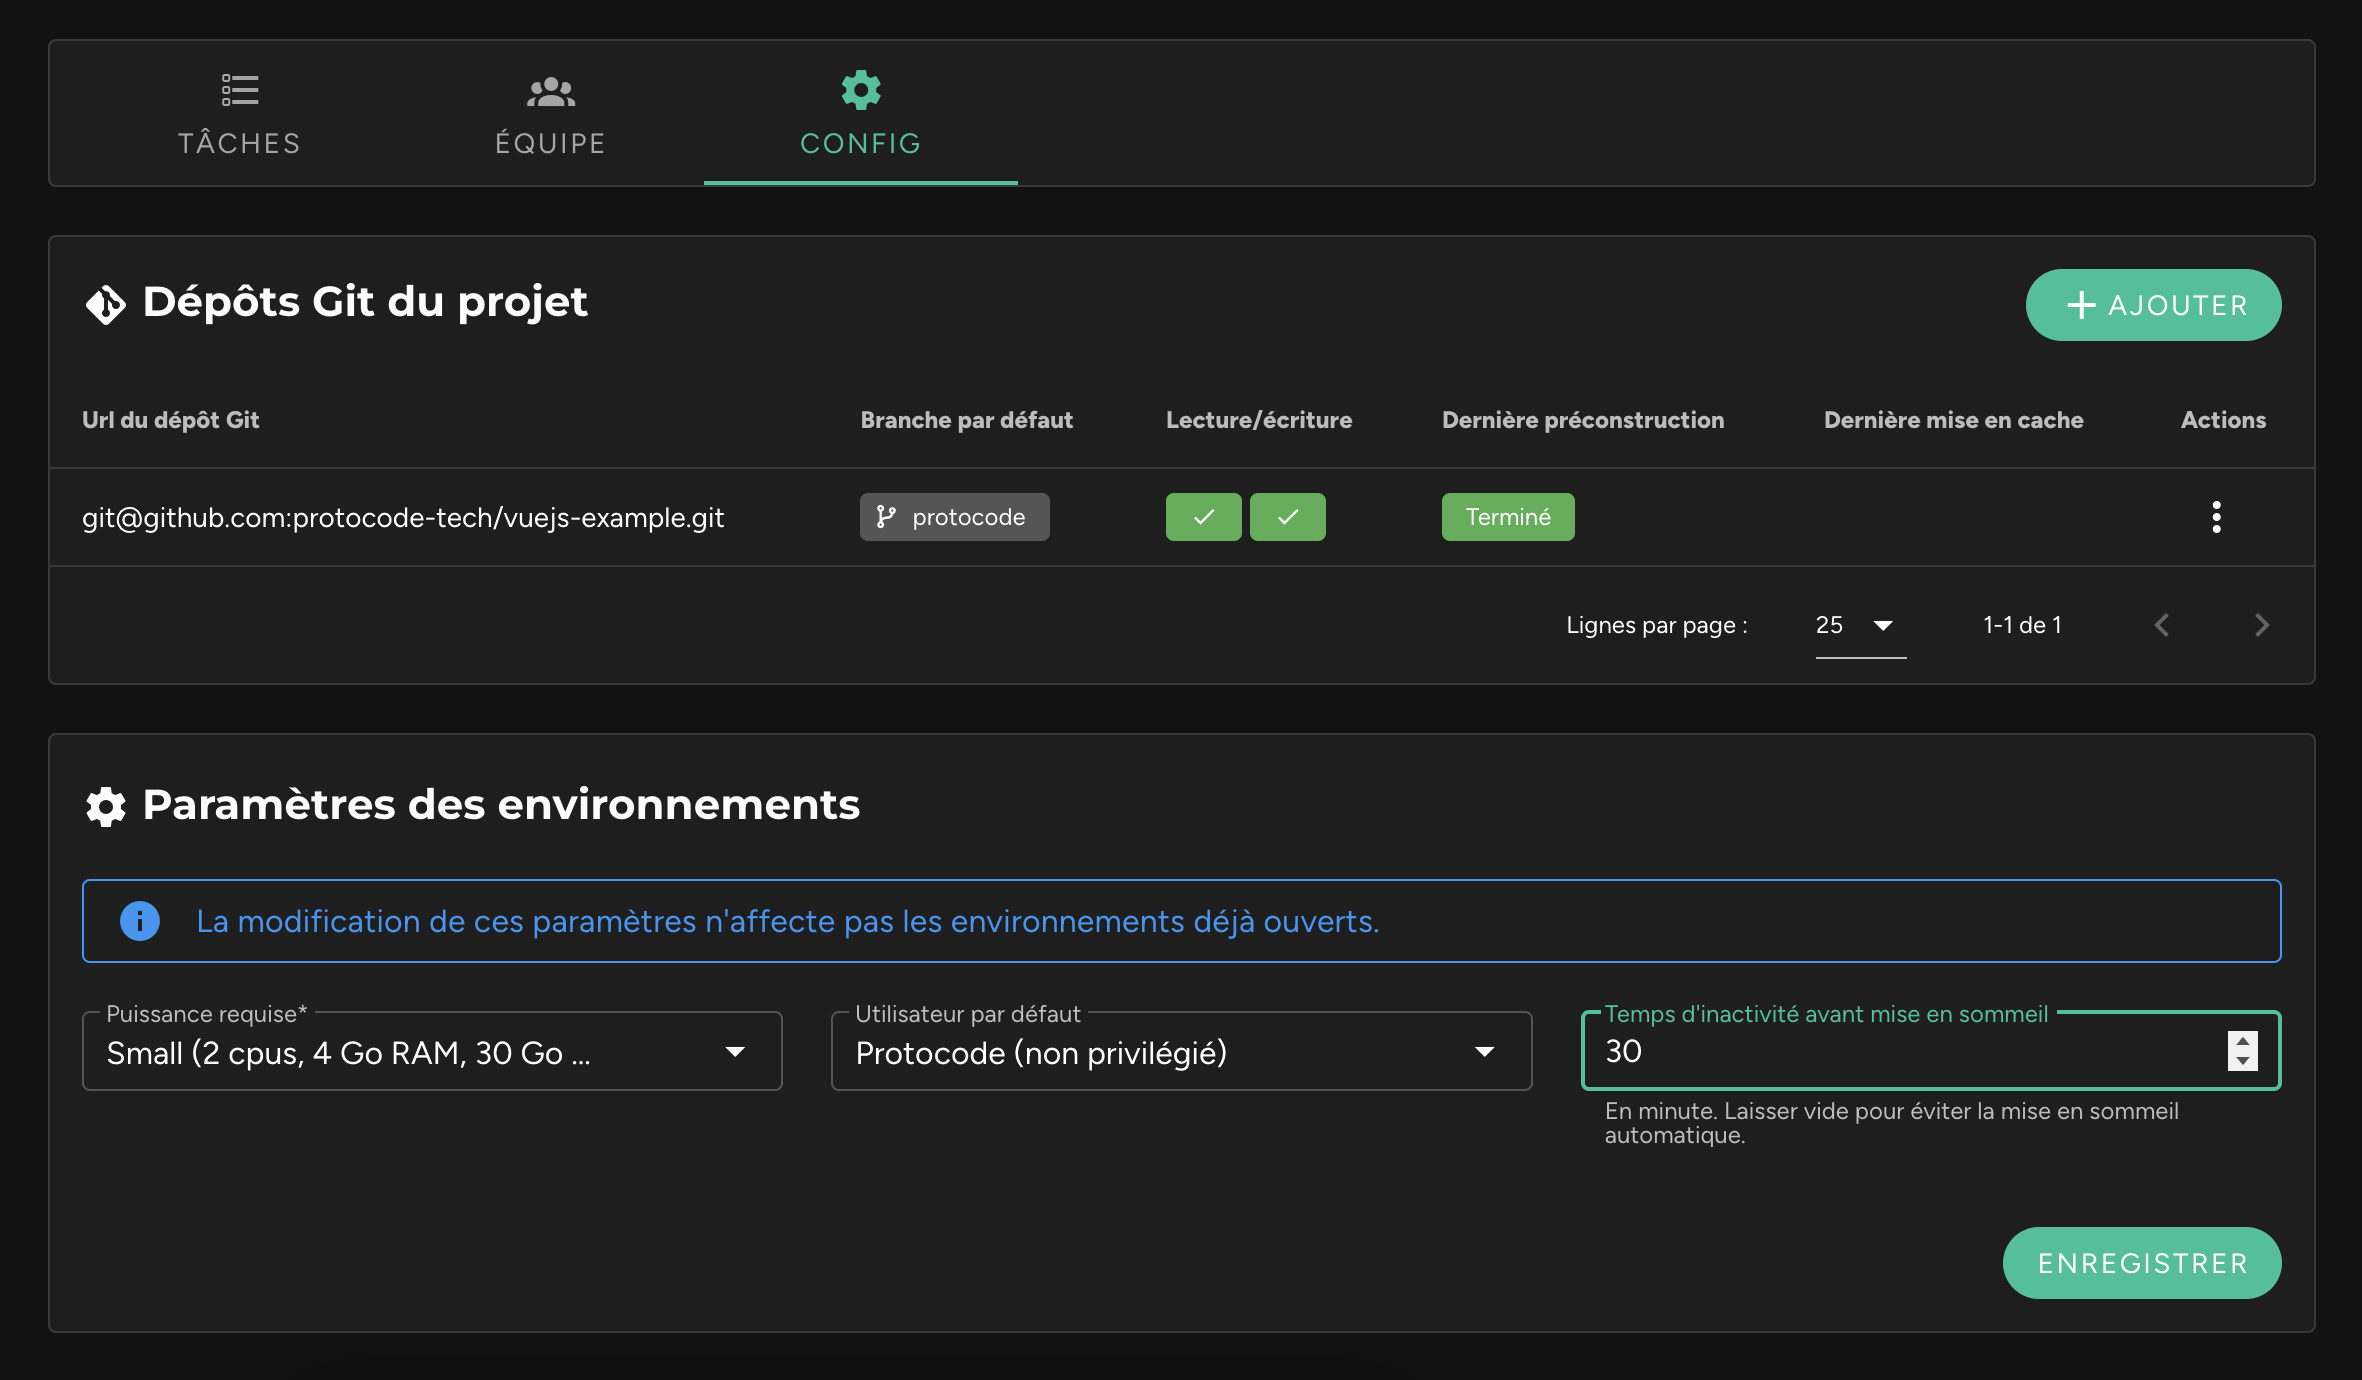 TÂCHES
ÉQUIPE
CONFIG
Dépôts Git du projet
AJOUTER
Url du dépôt Git
Branche par défaut
Lecture/écriture
Dernière préconstruction
Dernière mise en cache
Actions
git@github.com:protocode-tech/vuejs-example.git
protocode
Terminé
Lignes par page :
25
1-1 de 1
Paramètres des environnements
La modification de ces paramètres n'affecte pas les environnements déjà ouverts.
Puissance requise*
Small (2 cpus, 4 Go RAM, 30 Go ...
Utilisateur par défaut
Protocode (non privilégié)
Temps d'inactivité avant mise en sommeil
30
En minute. Laisser vide pour éviter la mise en sommeil
automatique.
ENREGISTRER